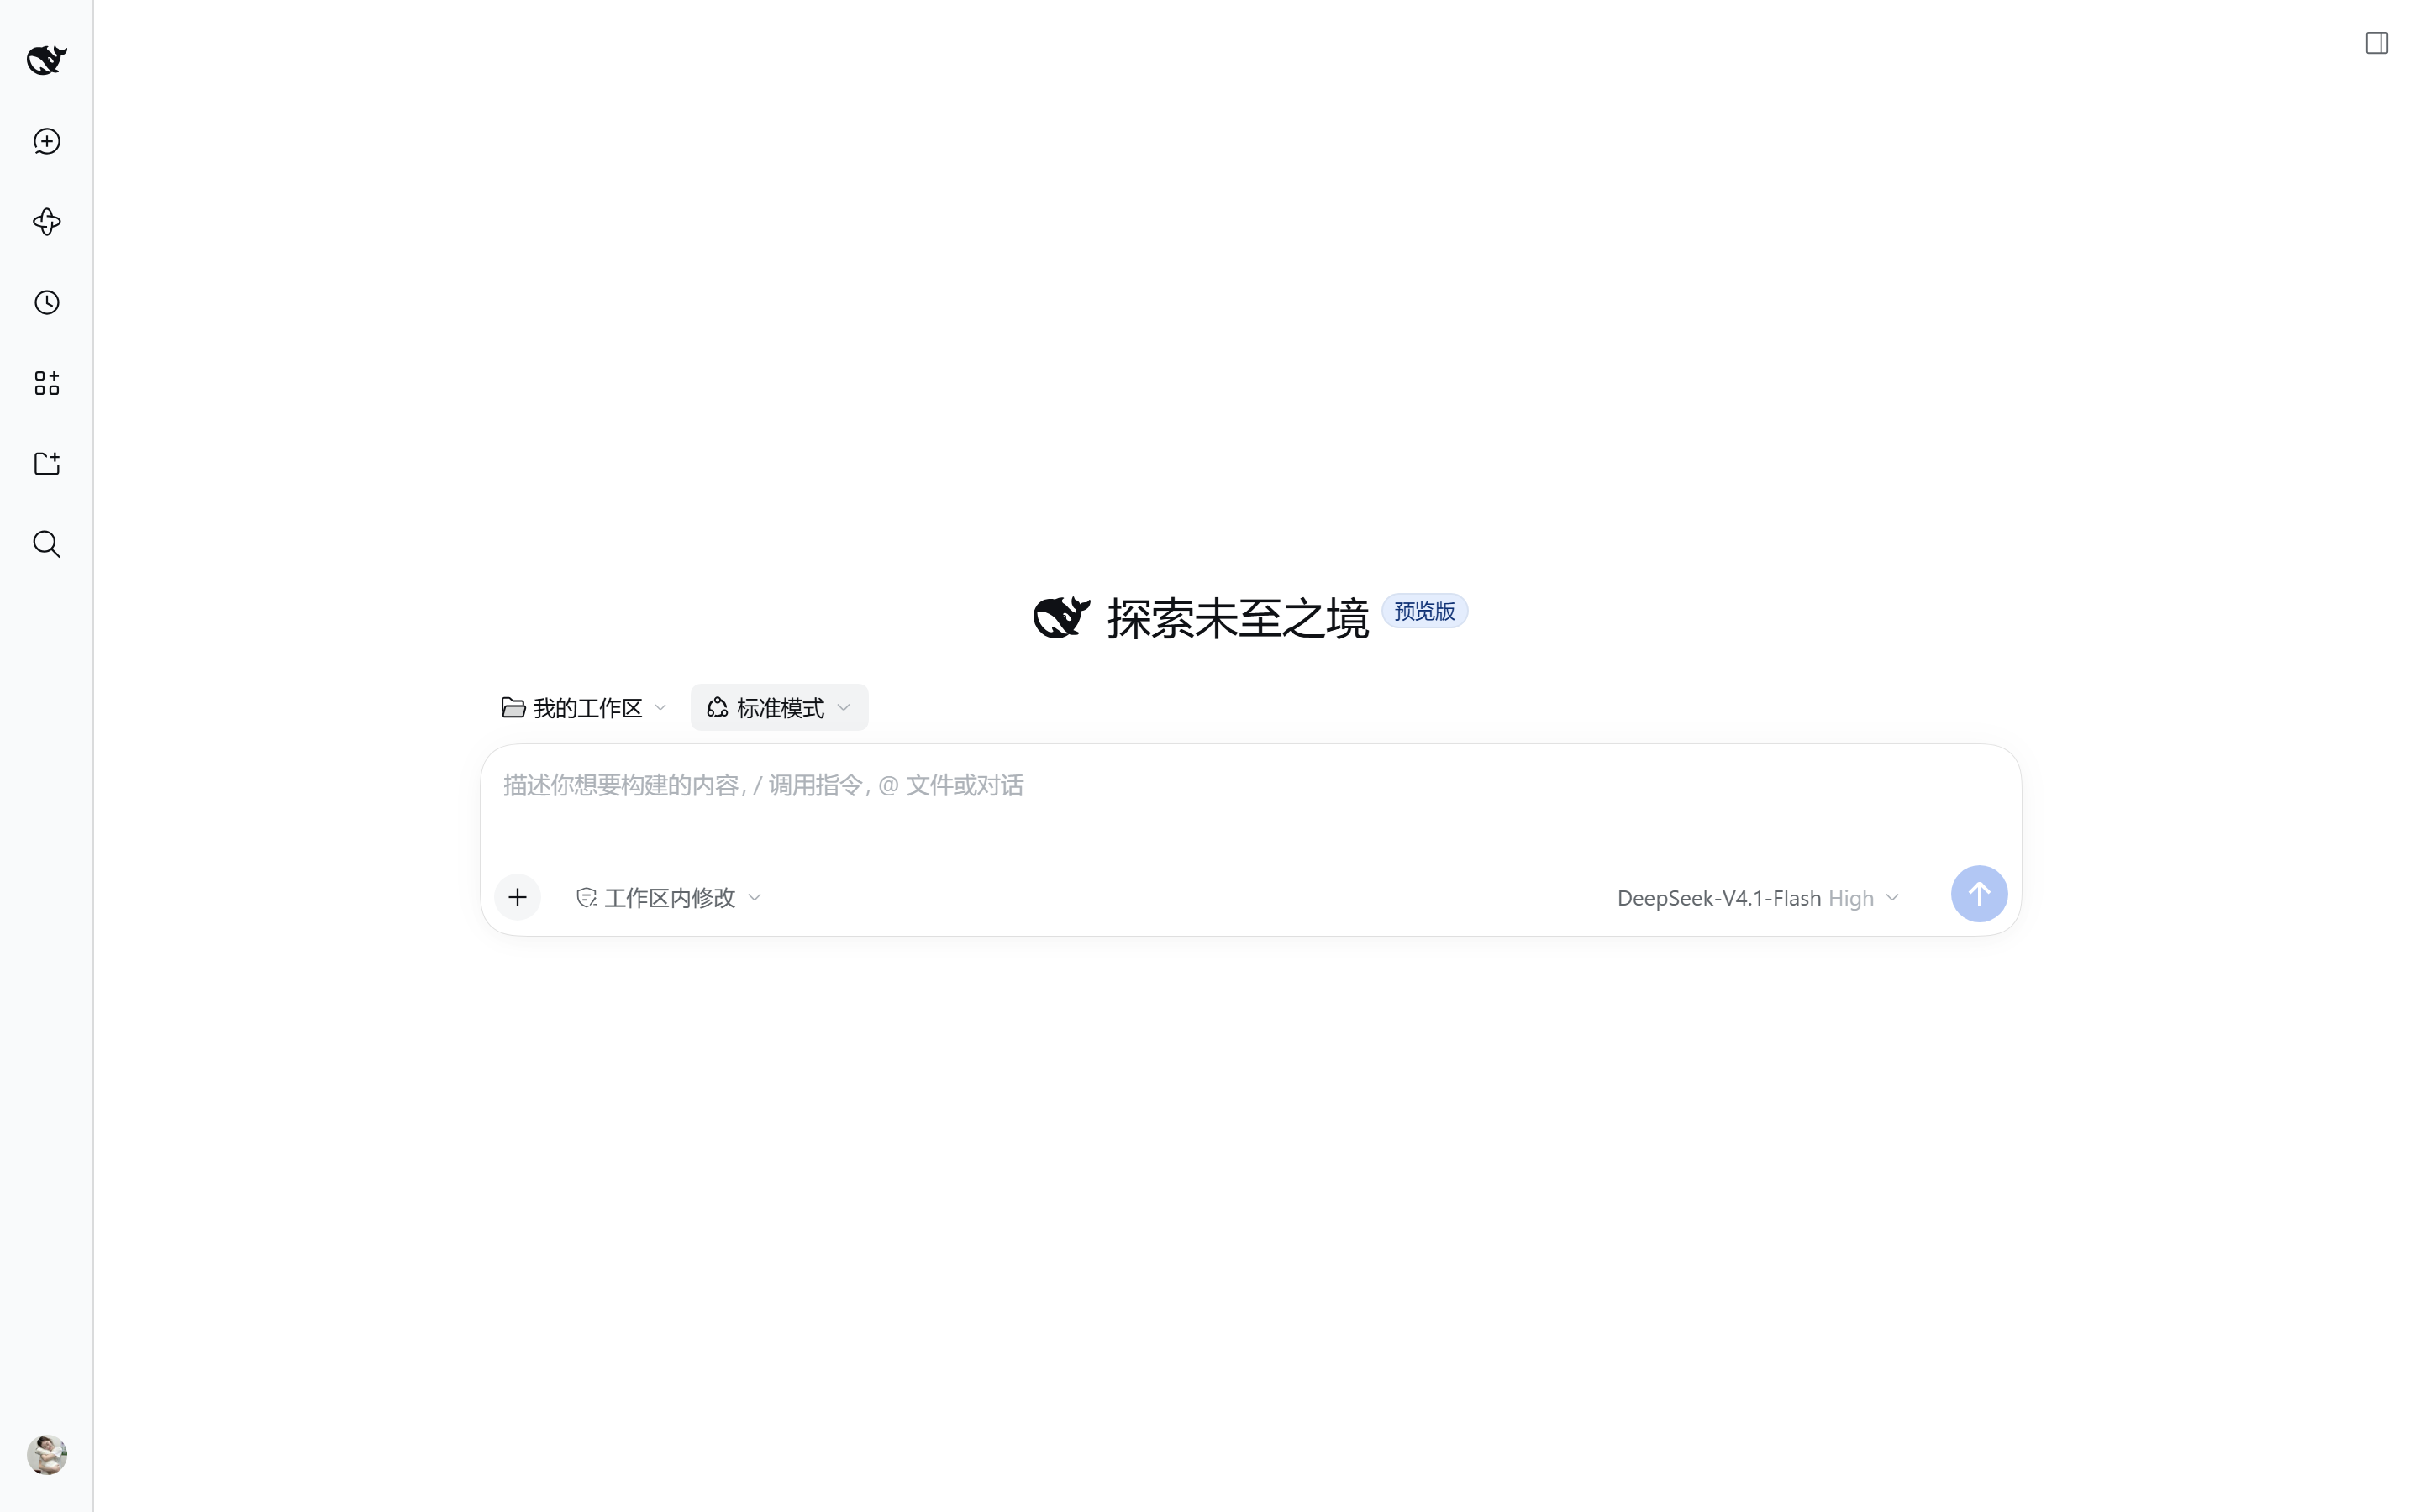 探索未至之境 预览版
我的工作区 标准模式
描述你想要构建的内容, / 调用指令, @ 文件或对话
工作区内修改 DeepSeek-V4.1-Flash High